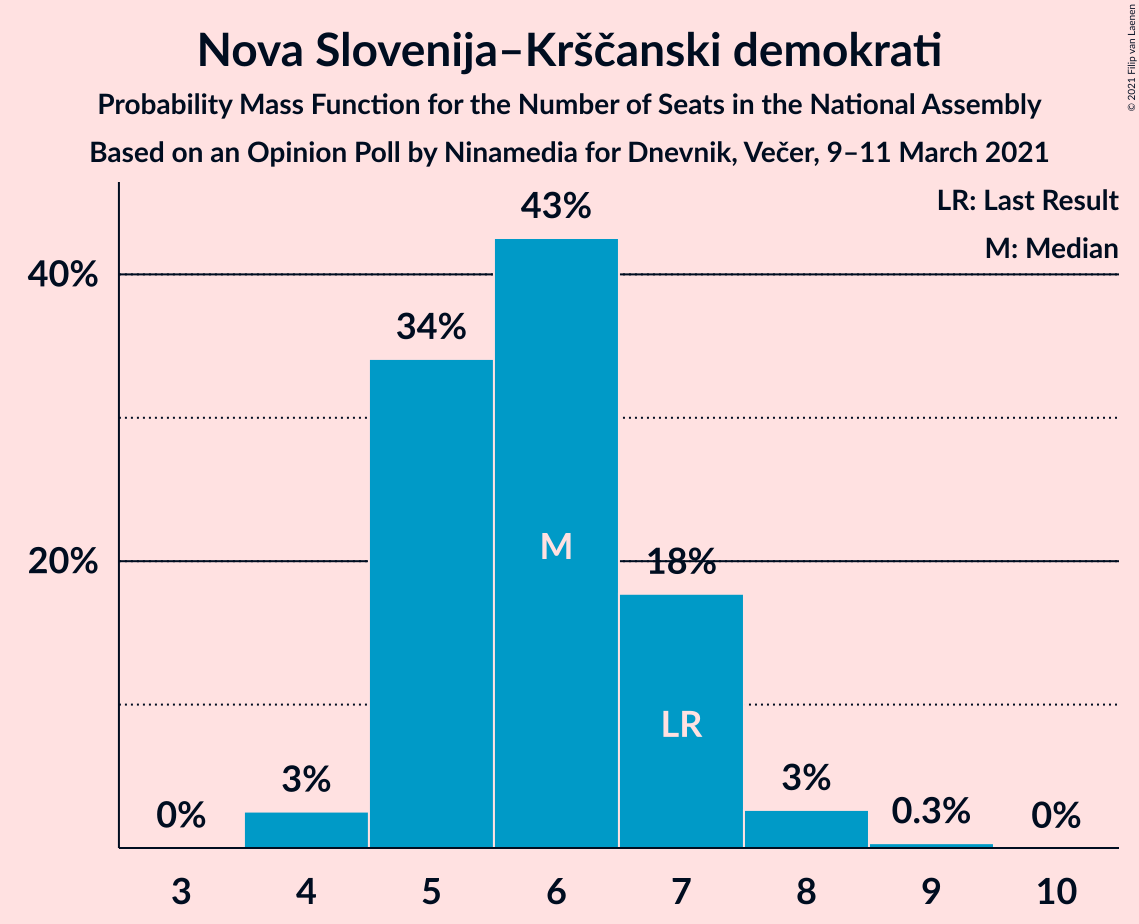 Nova Slovenija–Krščanski demokrati
Probability Mass Function for the Number of Seats in the National Assembly
Based on an Opinion Poll by Ninamedia for Dnevnik, Večer, 9–11 March 2021
© 2021 Filip van Laenen
LR: Last Result
M: Median
43%
40%
34%
M
20%
18%
LR
0%
3%
3%
0.3%
0%
3 4 5 6 7 8 9 10